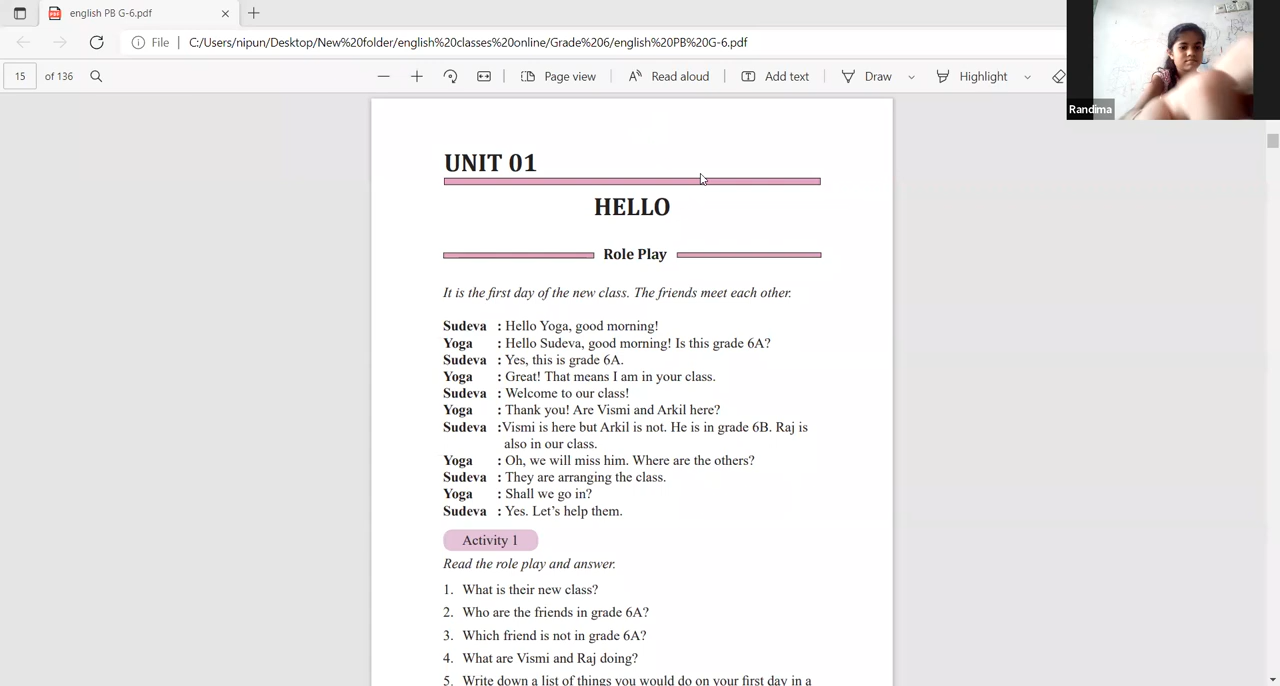 english PB G-6.pdf
File | C:/Users/nipun/Desktop/New%20folder/english%20classes%20online/Grade%206/english%20PB%20G-6.pdf
15 of 136 Page view Read aloud Add text Draw Highlight
Randima
UNIT 01
HELLO
Role Play
It is the first day of the new class. The friends meet each other.
Sudeva : Hello Yoga, good morning!
Yoga : Hello Sudeva, good morning! Is this grade 6A?
Sudeva : Yes, this is grade 6A.
Yoga : Great! That means I am in your class.
Sudeva : Welcome to our class!
Yoga : Thank you! Are Vismi and Arkil here?
Sudeva :Vismi is here but Arkil is not. He is in grade 6B. Raj is
also in our class.
Yoga : Oh, we will miss him. Where are the others?
Sudeva : They are arranging the class.
Yoga : Shall we go in?
Sudeva : Yes. Let's help them.
Activity 1
Read the role play and answer.
1. What is their new class?
2. Who are the friends in grade 6A?
3. Which friend is not in grade 6A?
4. What are Vismi and Raj doing?
5. Write down a list of things you would do on your first day in a